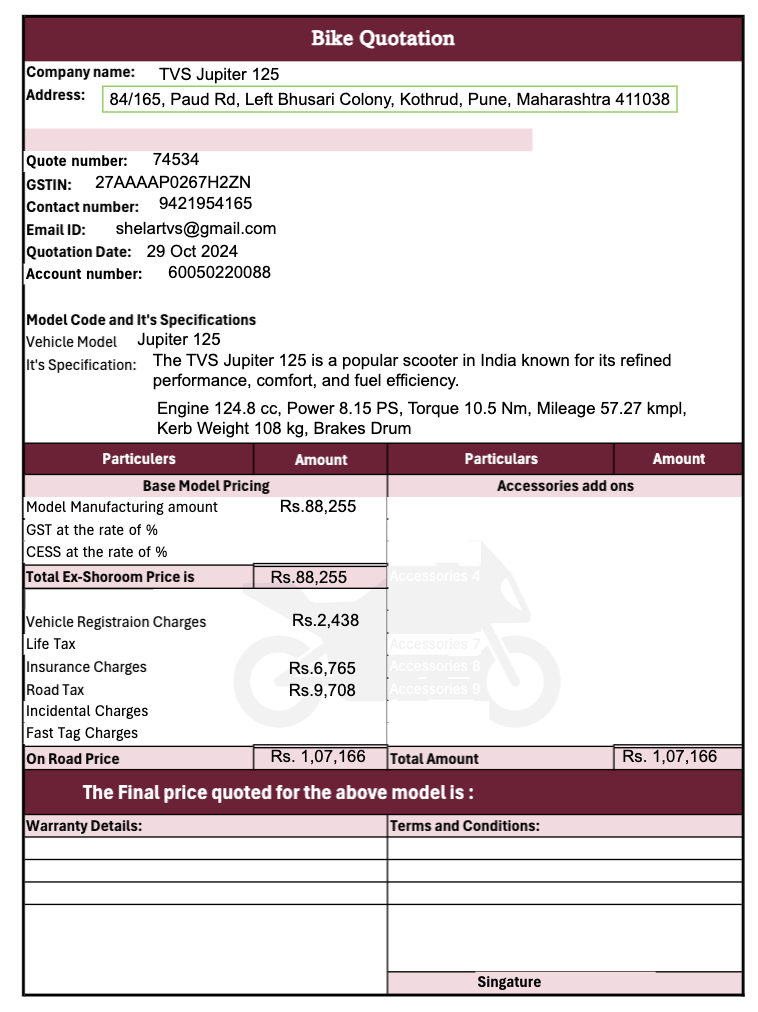 Bike Quotation
Company name: TVS Jupiter 125
Address: 84/165, Paud Rd, Left Bhusari Colony, Kothrud, Pune, Maharashtra 411038
Quote number: 74534
GSTIN: 27AAAAP0267H2ZN
Contact number: 9421954165
Email ID: shelartvs@gmail.com
Quotation Date: 29 Oct 2024
Account number: 60050220088
Model Code and It's Specifications
Vehicle Model Jupiter 125
It's Specification: The TVS Jupiter 125 is a popular scooter in India known for its refined
performance, comfort, and fuel efficiency.
Engine 124.8 cc, Power 8.15 PS, Torque 10.5 Nm, Mileage 57.27 kmpl,
Kerb Weight 108 kg, Brakes Drum
Particulers Amount Particulars Amount
Base Model Pricing Accessories add ons
Model Manufacturing amount Rs.88,255
GST at the rate of %
CESS at the rate of %
Total Ex-Shoroom Price is Rs.88,255 Accessories 4
Vehicle Registraion Charges Rs.2,438
Life Tax Accessories 7
Insurance Charges Rs.6,765 Accessories 8
Road Tax Rs.9,708 Accessories 9
Incidental Charges
Fast Tag Charges
On Road Price Rs. 1,07,166 Total Amount Rs. 1,07,166
The Final price quoted for the above model is :
Warranty Details: Terms and Conditions:
Singature